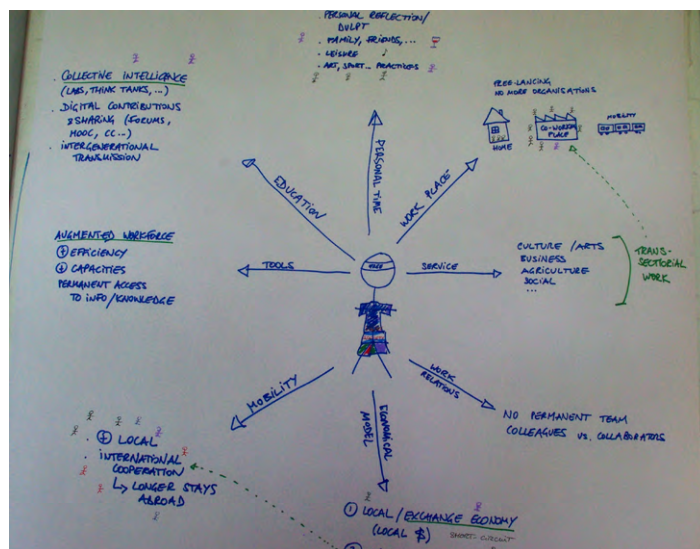 . PERSONAL REFLECTION/
DVLPT
. FAMILY, FRIENDS, ...
. LEISURE
. ART, SPORT... PRACTICES
. COLLECTIVE INTELLIGENCE
(LABS, THINK TANKS, ...)
. DIGITAL CONTRIBUTIONS
& SHARING (FORUMS,
MOOC, CC...)
. INTERGENERATIONAL
TRANSMISSION
FREE-LANCING
NO MORE ORGANISATIONS
HOME
CO-WORKING
PLACE
MOBILITY
EDUCATION
PERSONAL TIME
WORK PLACE
AUGMENTED WORKFORCE
+ EFFICIENCY
+ CAPACITIES
PERMANENT ACCESS
TO INFO/KNOWLEDGE
TOOLS
SERVICE
CULTURE / ARTS
BUSINESS
AGRICULTURE
SOCIAL
...
TRANS-
SECTORIAL
WORK
MOBILITY
ECONOMICAL
MODEL
WORK
RELATIONS
NO PERMANENT TEAM
COLLEAGUES VS. COLLABORATORS
. + LOCAL
. INTERNATIONAL
COOPERATION
↳ LONGER STAYS
ABROAD
① LOCAL / EXCHANGE ECONOMY
(LOCAL $) SHORT-CIRCUIT